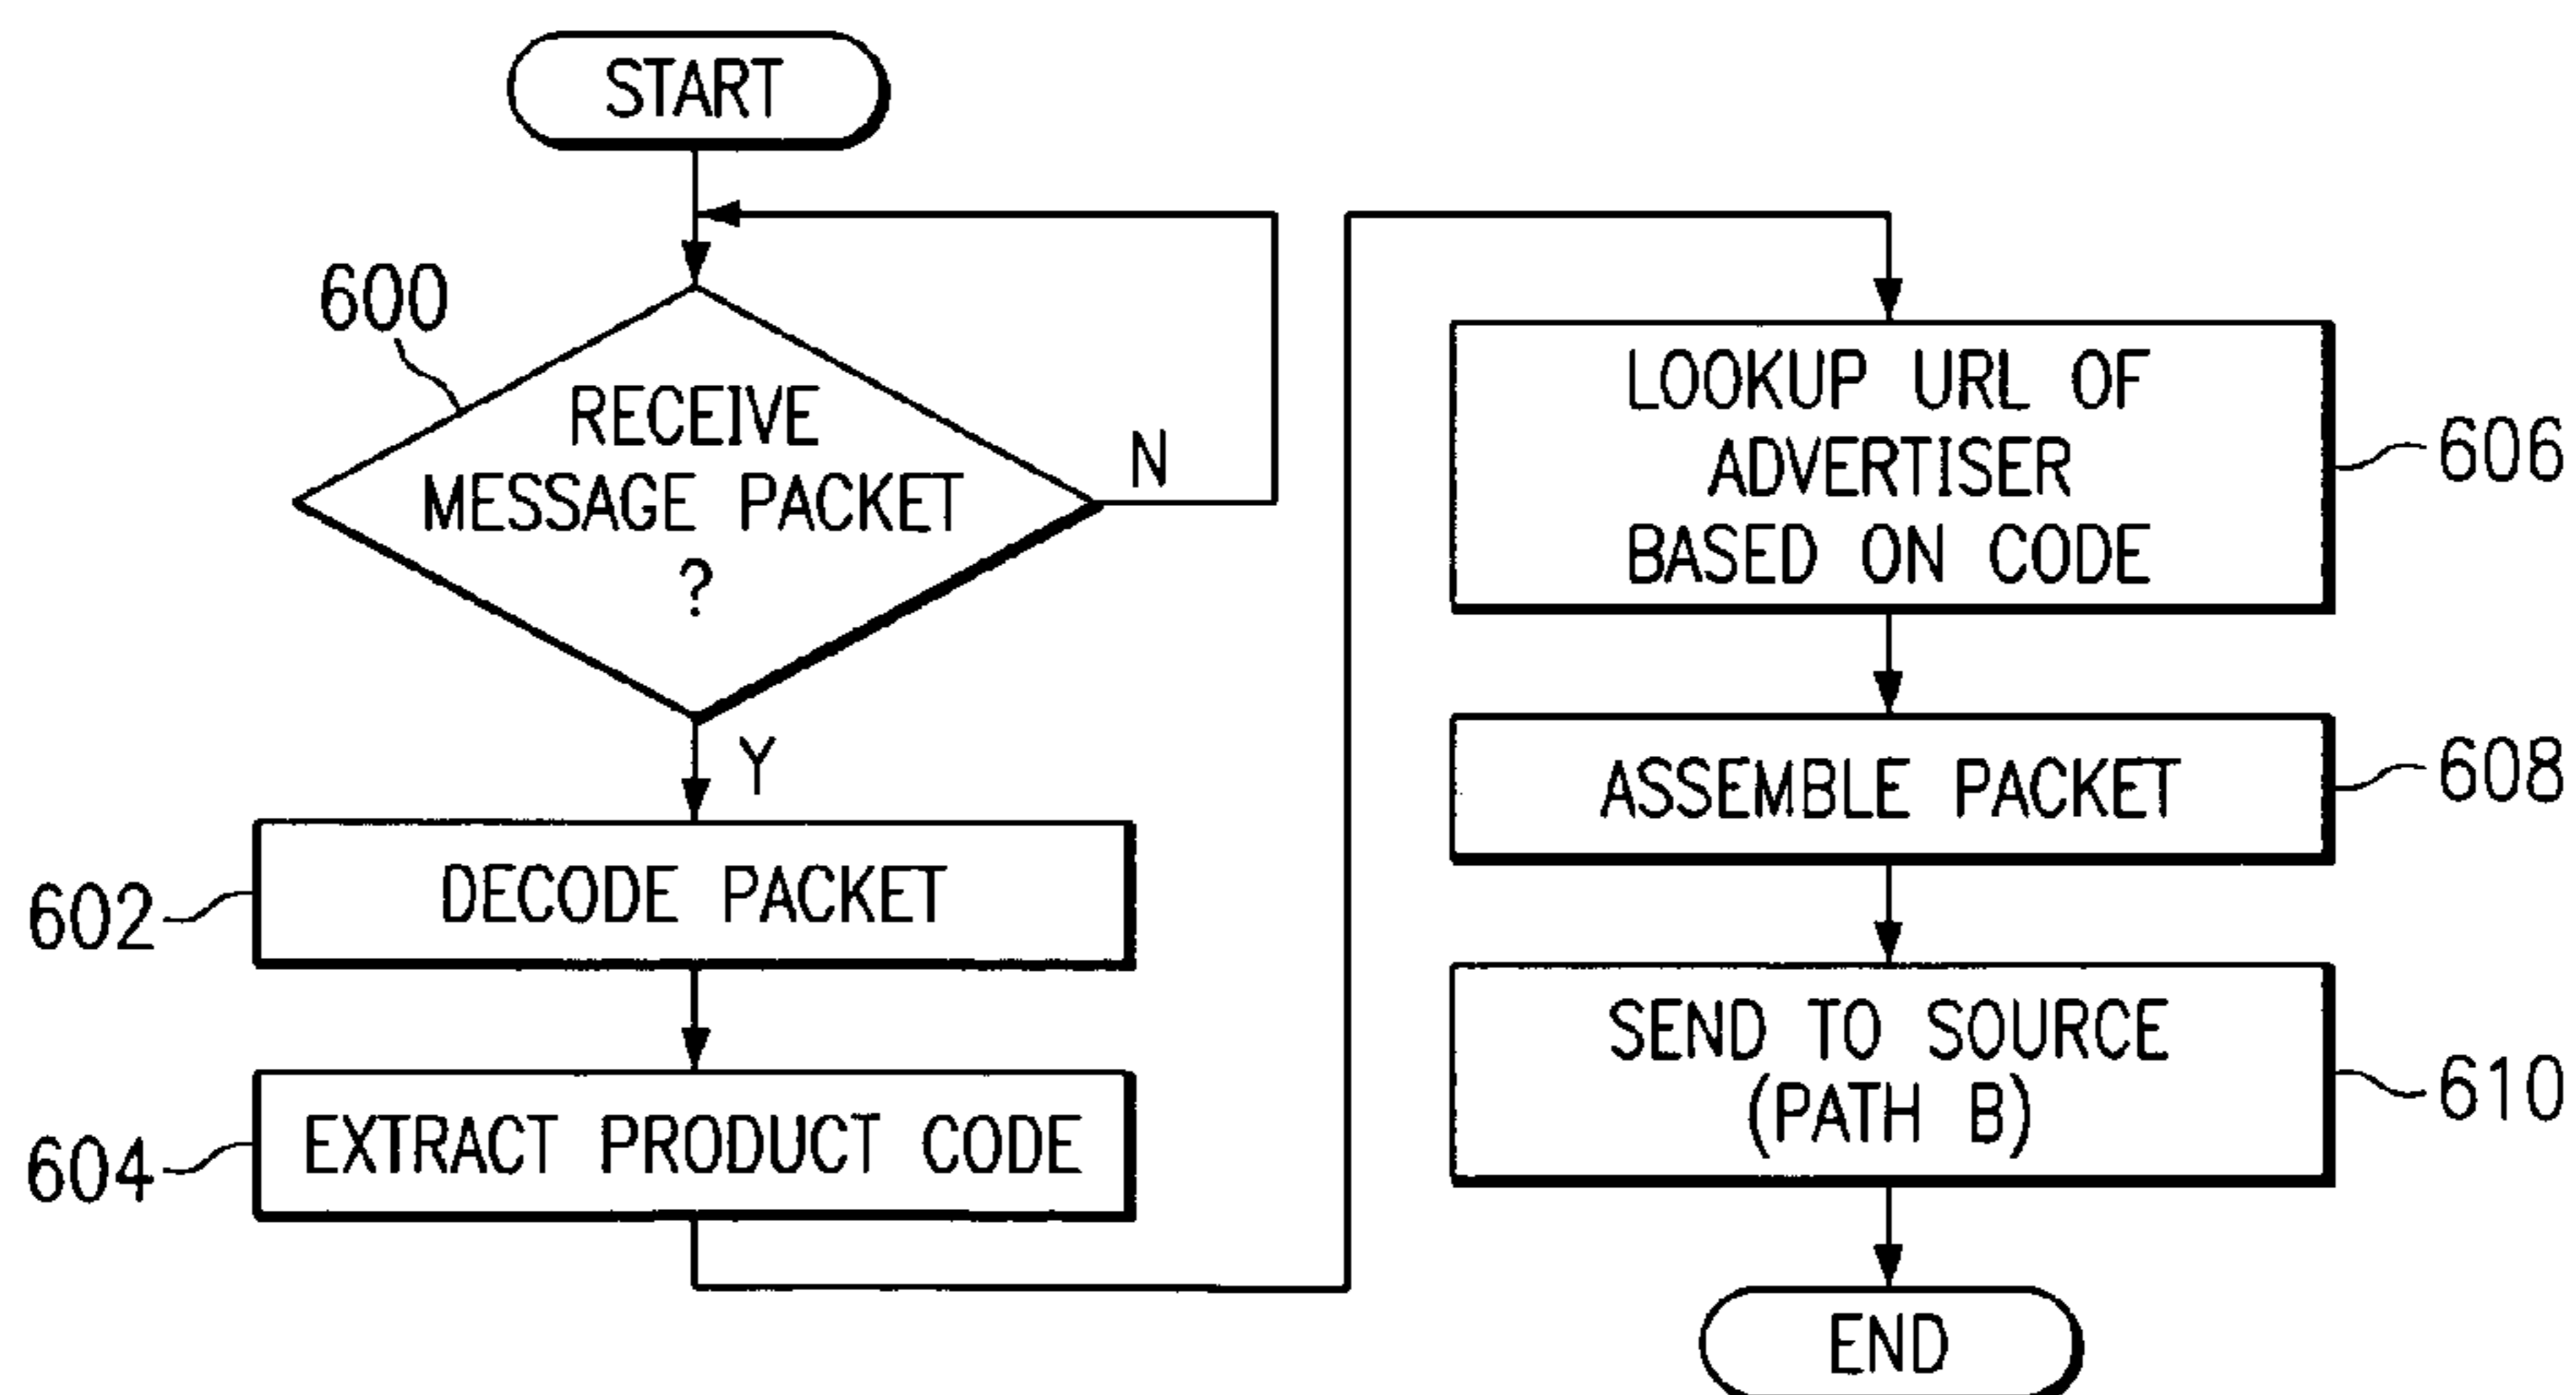 START
600
RECEIVE
MESSAGE PACKET
?
N
Y
602
DECODE PACKET
604
EXTRACT PRODUCT CODE
LOOKUP URL OF
ADVERTISER
BASED ON CODE
606
ASSEMBLE PACKET
608
SEND TO SOURCE
(PATH B)
610
END